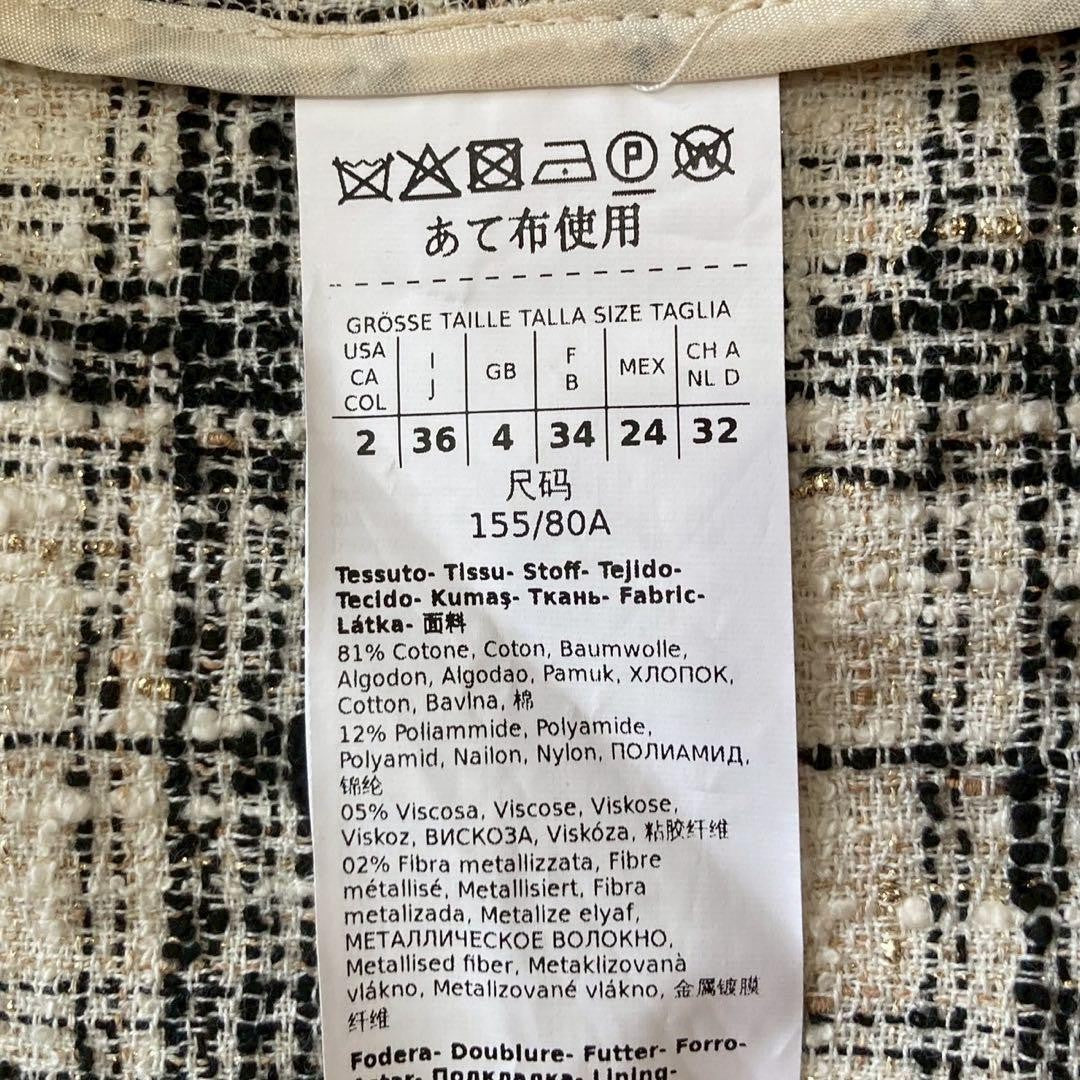 P W
あて布使用
GRÖSSE TAILLE TALLA SIZE TAGLIA
USA CA COL I J GB F B MEX CH A NL D
2 36 4 34 24 32
尺码
155/80A
Tessuto- Tissu- Stoff- Tejido-
Tecido- Kumaş- Ткань- Fabric-
Látka- 面料
81% Cotone, Coton, Baumwolle,
Algodon, Algodao, Pamuk, ХЛОПОК,
Cotton, Bavlna, 棉
12% Poliammide, Polyamide,
Polyamid, Nailon, Nylon, ПОЛИАМИД,
锦纶
05% Viscosa, Viscose, Viskose,
Viskoz, ВИСКОЗА, Viskóza, 粘胶纤维
02% Fibra metallizzata, Fibre
métallisé, Metallisiert, Fibra
metalizada, Metalize elyaf,
МЕТАЛЛИЧЕСКОЕ ВОЛОКНО,
Metallised fiber, Metaklizovanà
vlákno, Metalizované vlákno, 金属镀膜
纤维
Fodera- Doublure- Futter- Forro-
Astar- Подкладка- Lining-